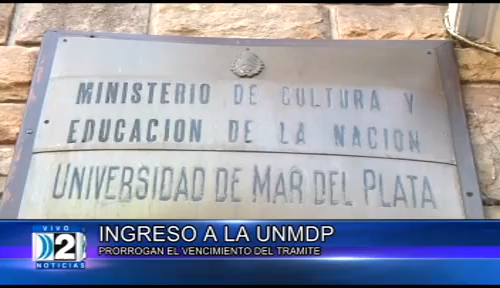 MINISTERIO DE CULTURA Y
EDUCACION DE LA NACION
UNIVERSIDAD DE MAR DEL PLATA
VIVO
2
NOTICIAS
INGRESO A LA UNMDP
PRORROGAN EL VENCIMIENTO DEL TRAMITE